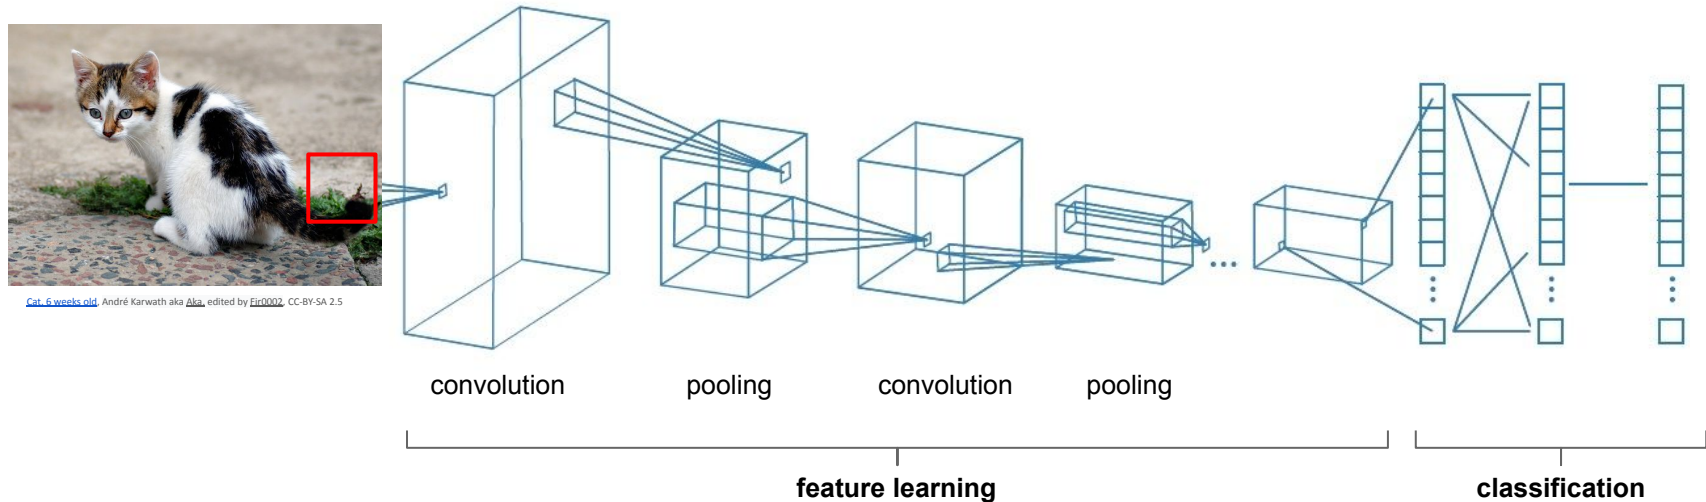 Cat, 6 weeks old, André Karwath aka Aka, edited by Fir0002, CC-BY-SA 2.5
convolution pooling convolution pooling
feature learning classification